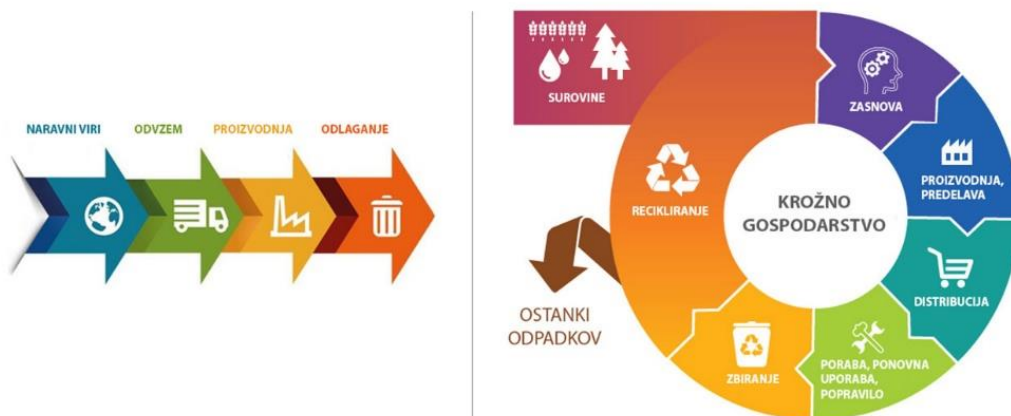 NARAVNI VIRI
ODVZEM
PROIZVODNJA
ODLAGANJE
SUROVINE
ZASNOVA
PROIZVODNJA,
PREDELAVA
DISTRIBUCIJA
PORABA, PONOVNA
UPORABA,
POPRAVILO
ZBIRANJE
RECIKLIRANJE
OSTANKI
ODPADKOV
KROŽNO
GOSPODARSTVO